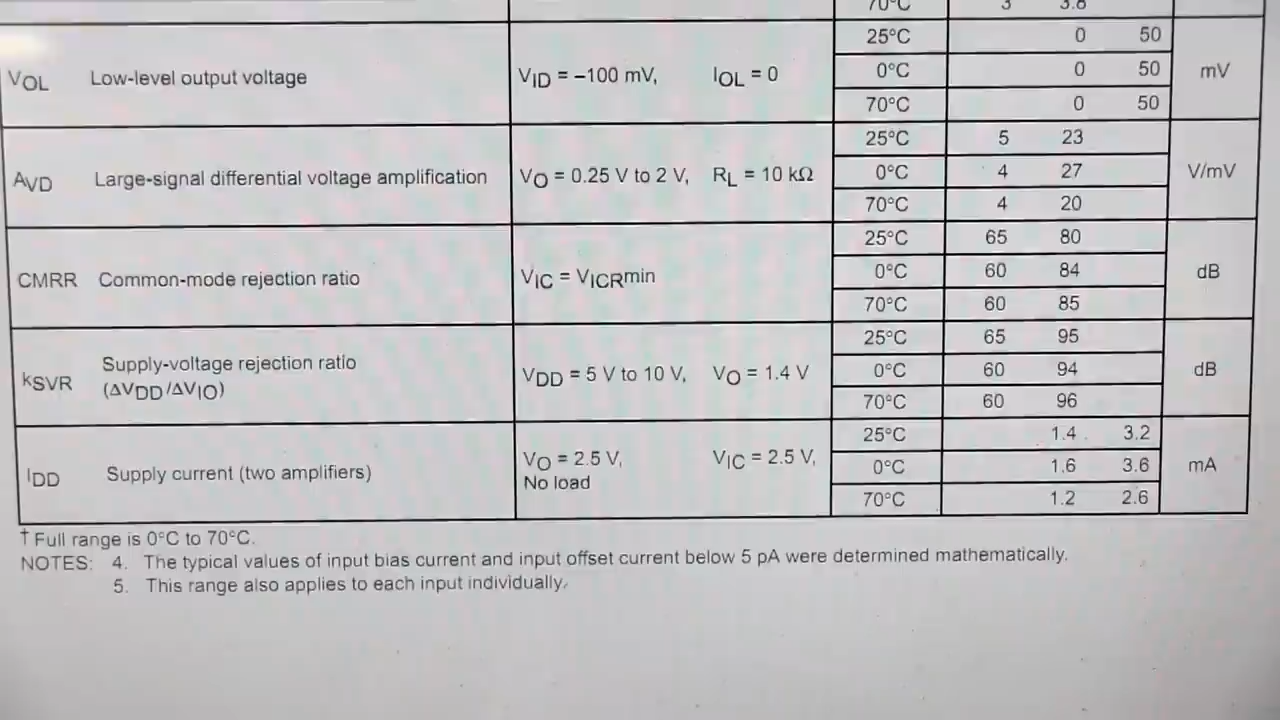 70°C 3 3.8
VOL Low-level output voltage VID = –100 mV, IOL = 0 25°C 0 50 mV
0°C 0 50
70°C 0 50
AVD Large-signal differential voltage amplification VO = 0.25 V to 2 V, RL = 10 kΩ 25°C 5 23 V/mV
0°C 4 27
70°C 4 20
CMRR Common-mode rejection ratio VIC = VICRmin 25°C 65 80 dB
0°C 60 84
70°C 60 85
kSVR Supply-voltage rejection ratio (ΔVDD/ΔVIO) VDD = 5 V to 10 V, VO = 1.4 V 25°C 65 95 dB
0°C 60 94
70°C 60 96
IDD Supply current (two amplifiers) VO = 2.5 V, VIC = 2.5 V, No load 25°C 1.4 3.2 mA
0°C 1.6 3.6
70°C 1.2 2.6
† Full range is 0°C to 70°C.
NOTES: 4. The typical values of input bias current and input offset current below 5 pA were determined mathematically.
5. This range also applies to each input individually.